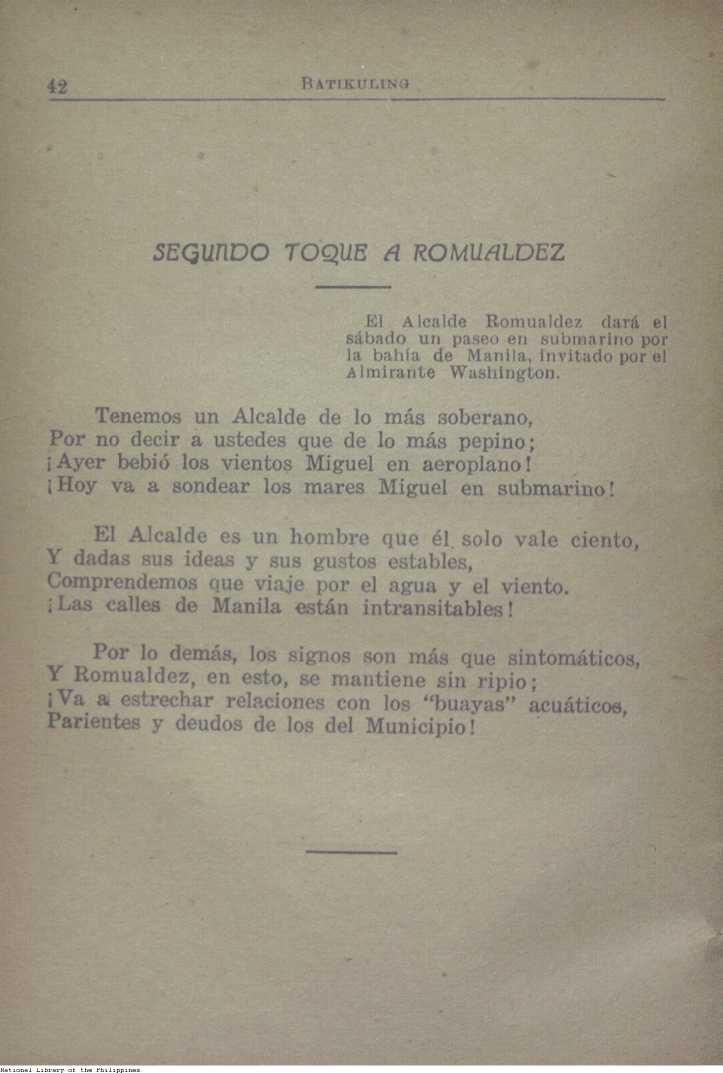 42
BATIKULING
SEGUNDO TOQUE A ROMUALDEZ
El Alcalde Romualdez dará el
sábado un paseo en submarino por
la bahía de Manila, invitado por el
Almirante Washington.
Tenemos un Alcalde de lo más soberano,
Por no decir a ustedes que de lo más pepino;
¡Ayer bebió los vientos Miguel en aeroplano!
¡Hoy va a sondear los mares Miguel en submarino!
El Alcalde es un hombre que él solo vale ciento,
Y dadas sus ideas y sus gustos estables,
Comprendemos que viaje por el agua y el viento.
¡Las calles de Manila están intransitables!
Por lo demás, los signos son más que sintomáticos,
Y Romualdez, en esto, se mantiene sin ripio;
¡Va a estrechar relaciones con los "buayas" acuáticos,
Parientes y deudos de los del Municipio!
National Library of the Philippines